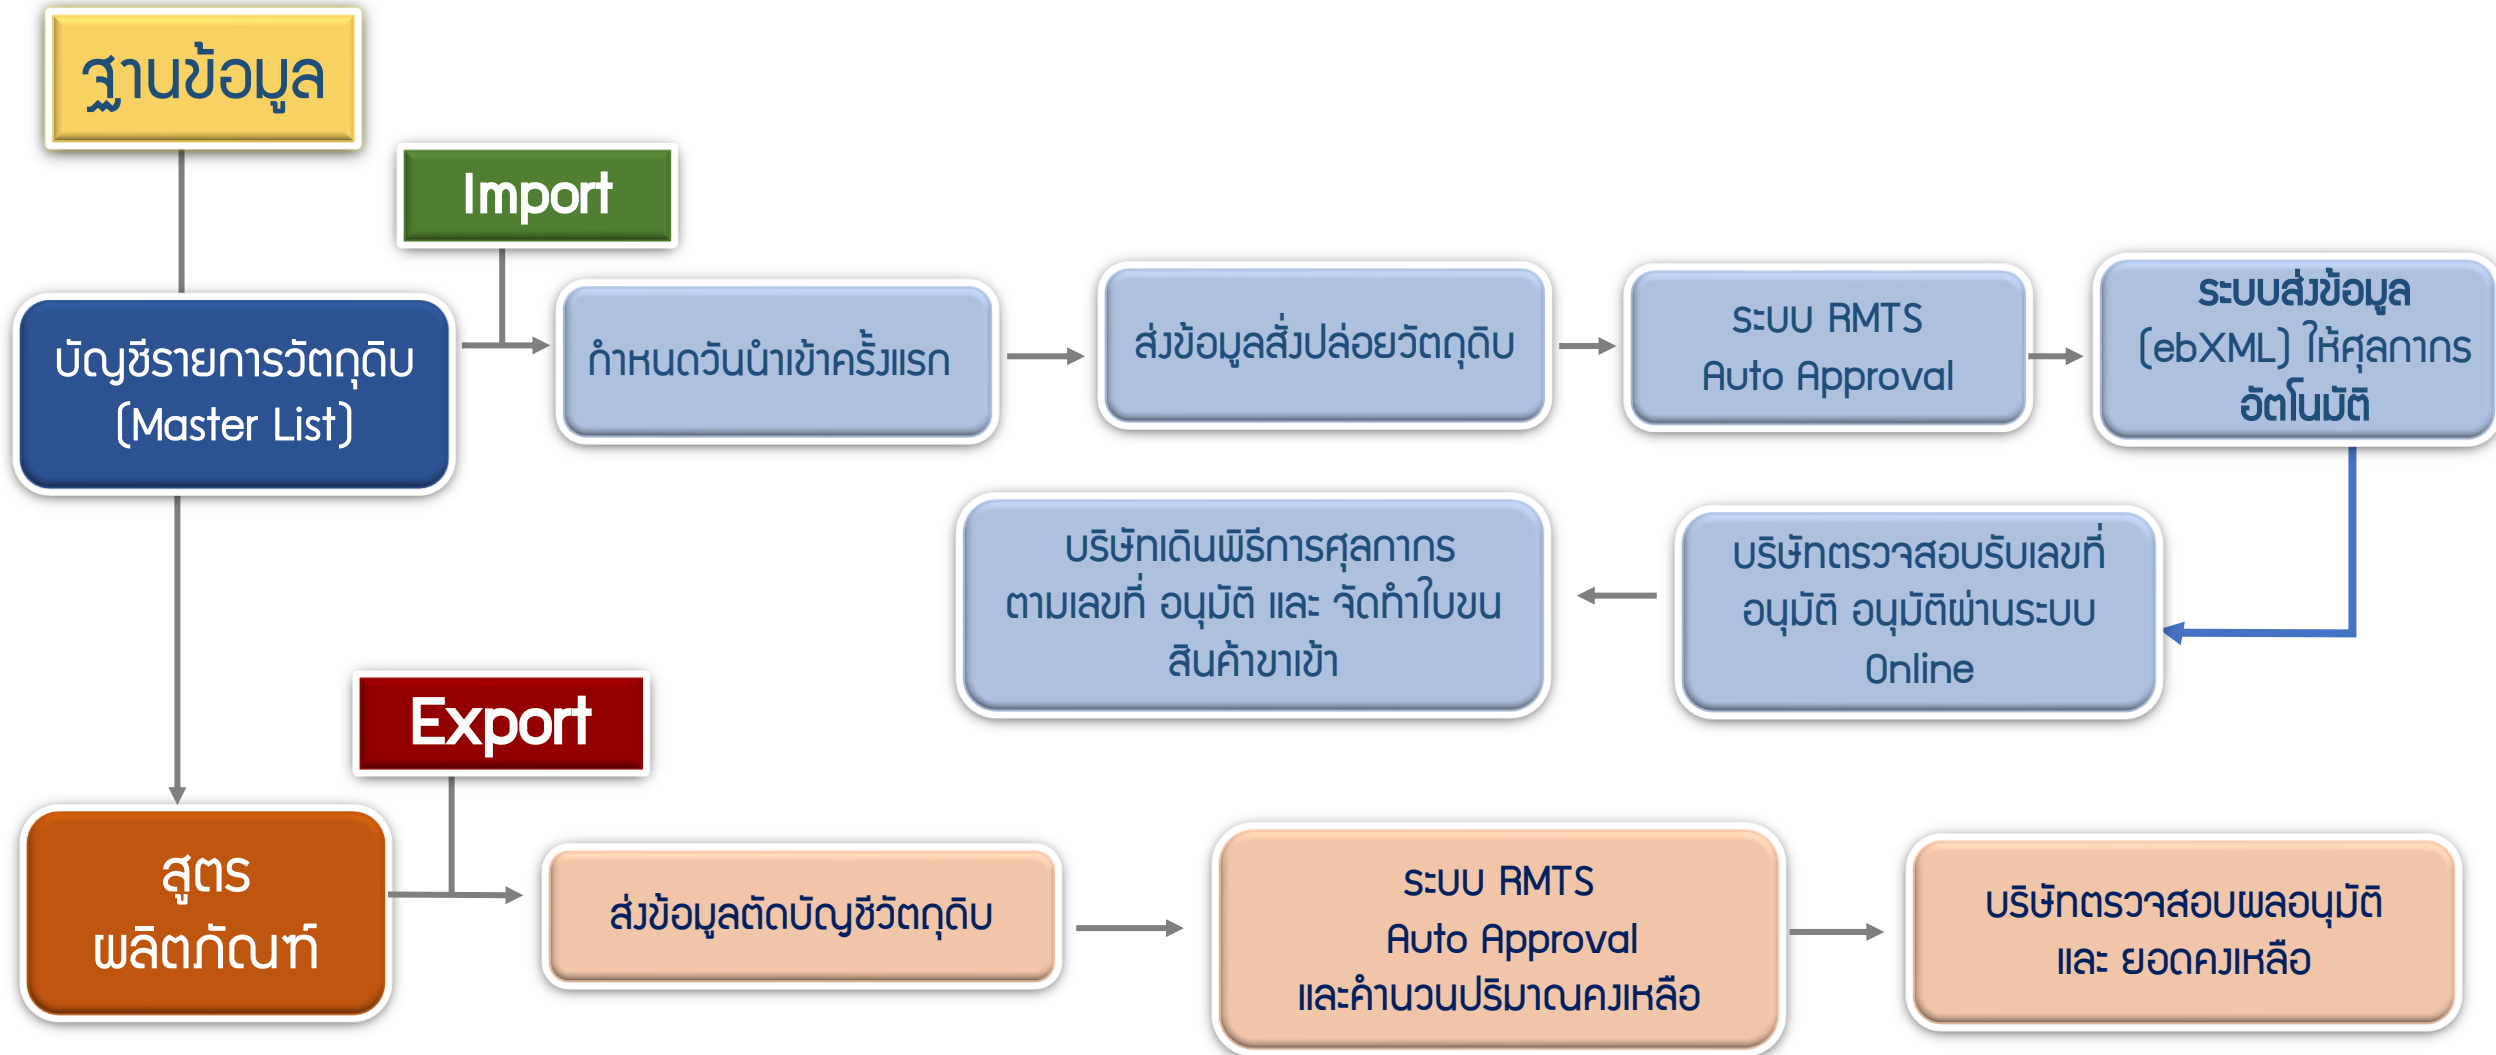 ฐานข้อมูล
Import
บัญชีรายการวัตถุดิบ
(Master List)
กำหนดวันนำเข้าครั้งแรก
ส่งข้อมูลสั่งปล่อยวัตถุดิบ
ระบบ RMTS
Auto Approval
ระบบส่งข้อมูล
(ebXML) ให้ศุลกากร
อัตโนมัติ
บริษัทตรวจสอบรับเลขที่
อนุมัติ อนุมัติผ่านระบบ
Online
บริษัทเดินพิธีการศุลกากร
ตามเลขที่ อนุมัติ และ จัดทำใบขน
สินค้าขาเข้า
Export
สูตร
ผลิตภัณฑ์
ส่งข้อมูลตัดบัญชีวัตถุดิบ
ระบบ RMTS
Auto Approval
และคำนวนปริมาณคงเหลือ
บริษัทตรวจสอบผลอนุมัติ
และ ยอดคงเหลือ